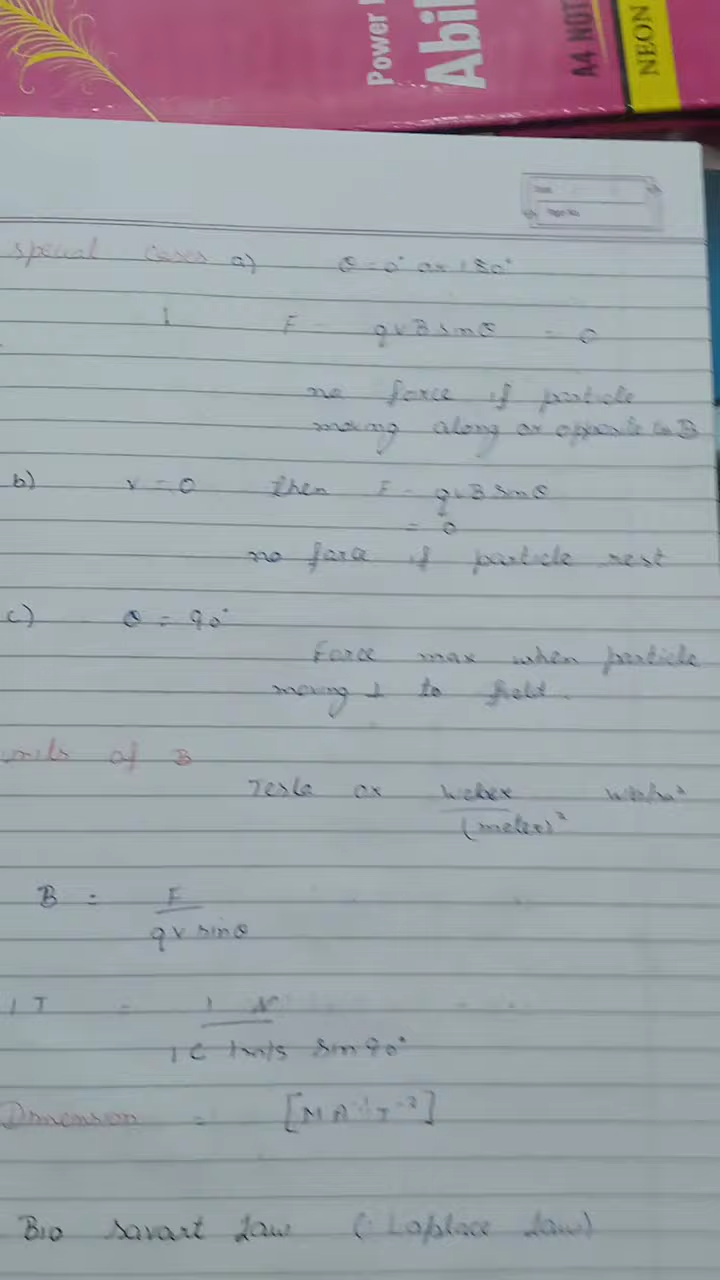 Power
Abil
A4 NOT
NEON
special cases a) θ = 0° or 180°
F = qvB sinθ = 0
no force if particle
moving along or opposite to B
b) v = 0 then F = qvB sinθ
= 0
no force if particle rest
c) θ = 90°
Force max when particle
moving ⊥ to field.
units of B
Tesla or weber
(meter)²
B = F
qv sinθ
1 T = 1 N
1 C 1m/s sin 90°
Dimension = [M A⁻¹ T⁻²]
Bio savart law (Laplace law)